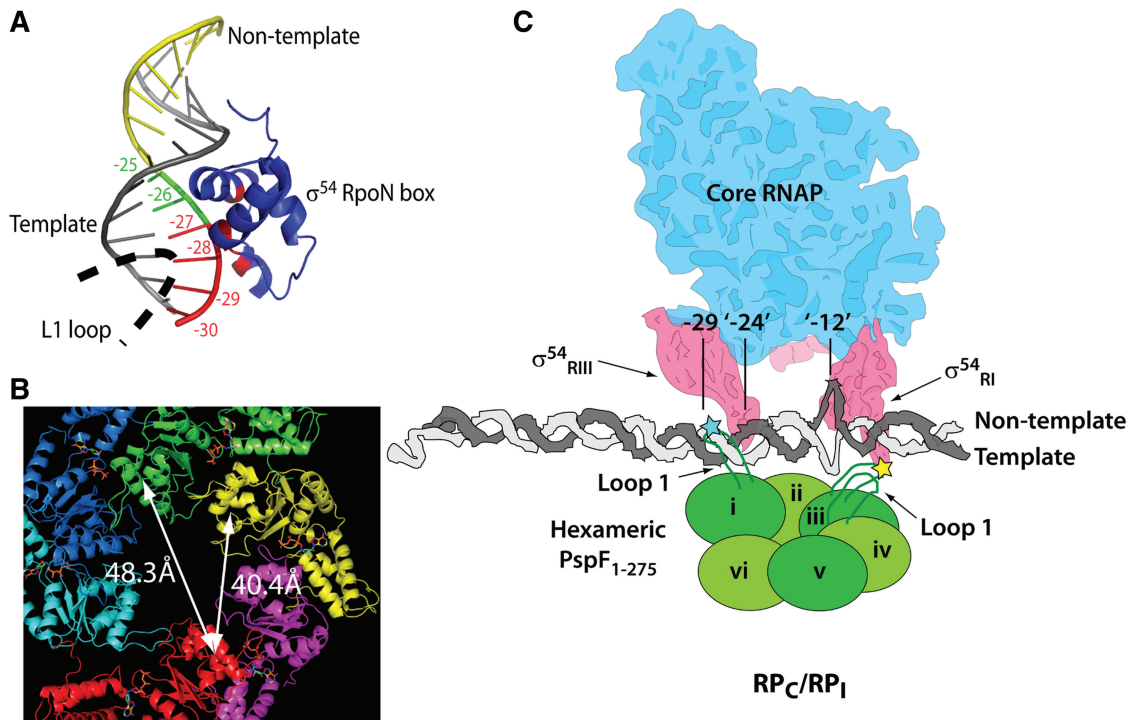 A
Non-template
-25
-26
σ54 RpoN box
-27
Template
-28
-29
L1 loop
-30
B
48.3Å
40.4Å
C
Core RNAP
-29 '-24' '-12'
σ54RIII
σ54RI
Non-template
Template
Loop 1
Loop 1
Hexameric
PspF1-275
i
ii
iii
iv
v
vi
RPC/RPI